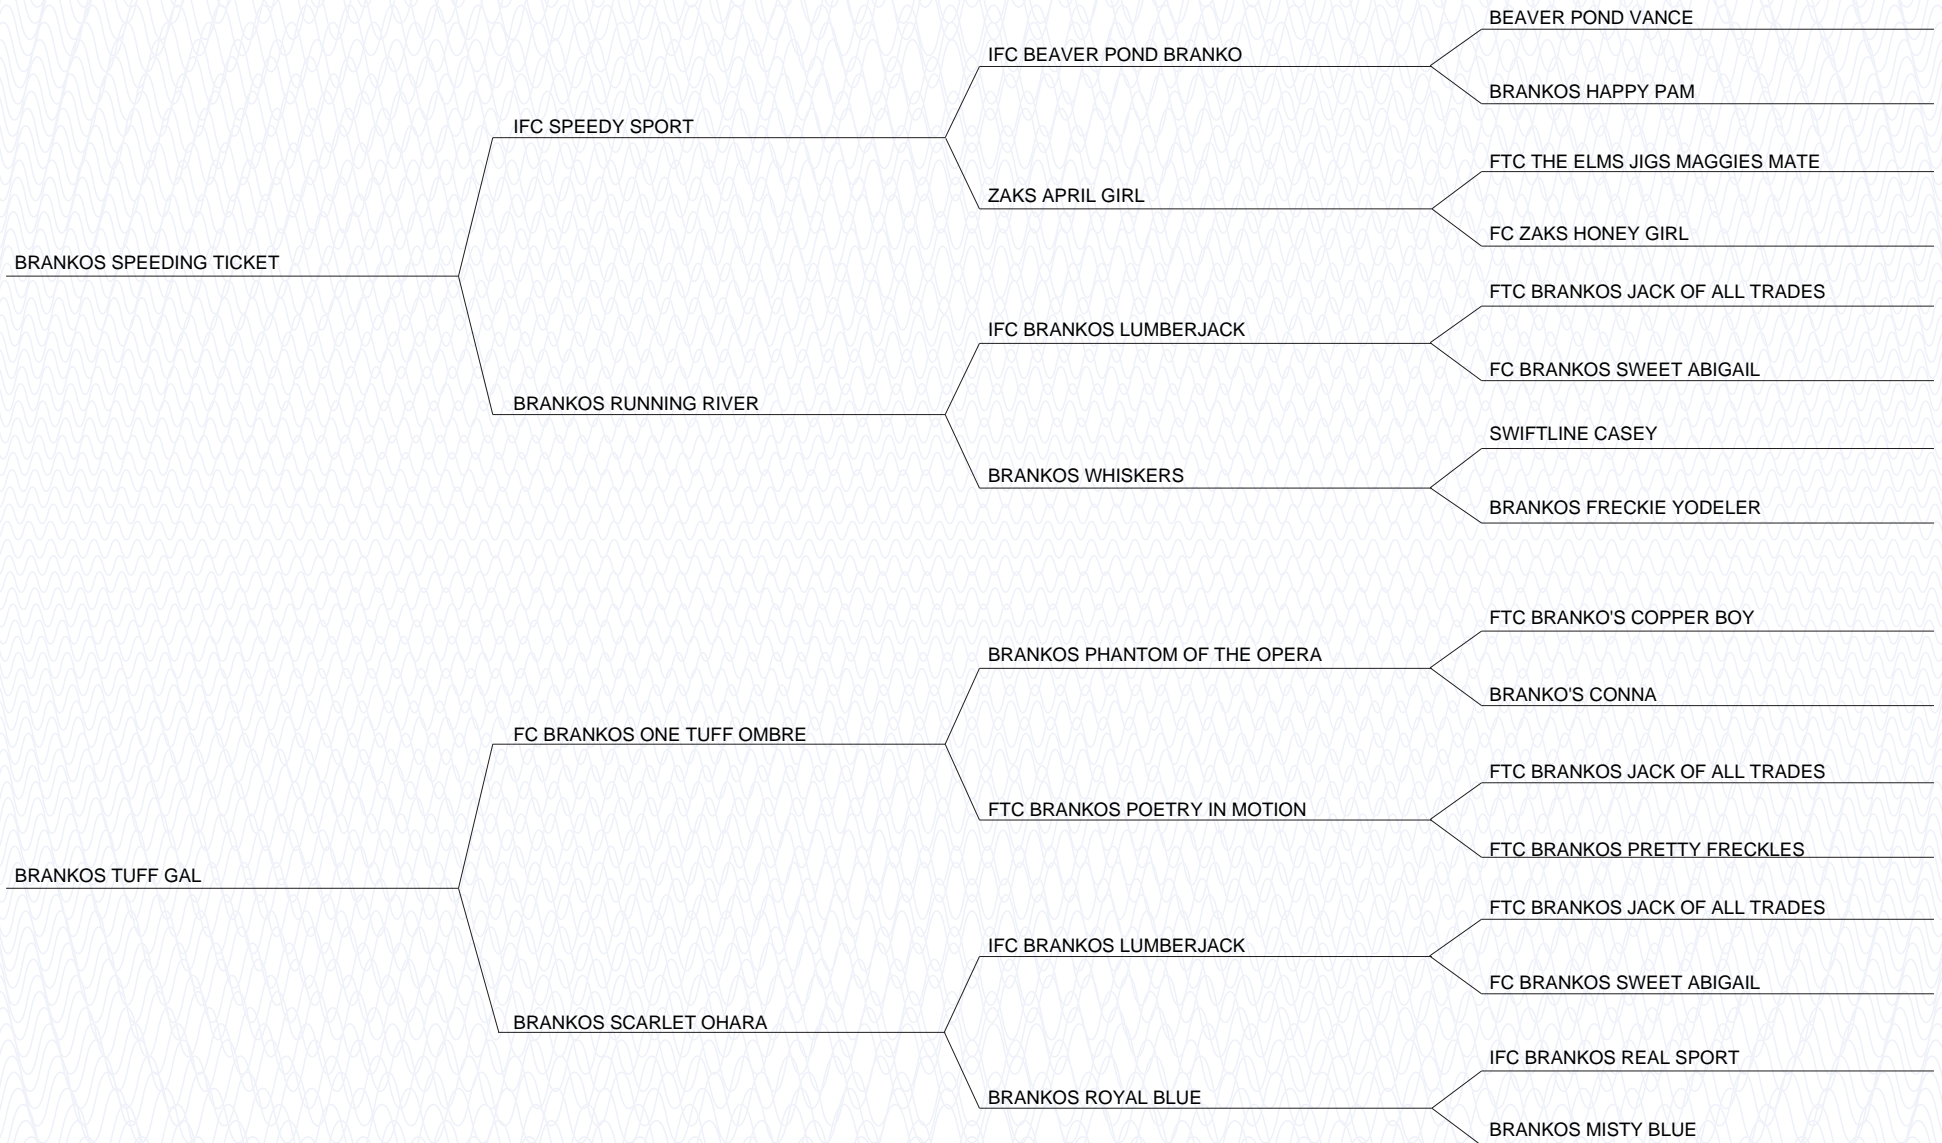 BEAVER POND VANCE
IFC BEAVER POND BRANKO
BRANKOS HAPPY PAM
IFC SPEEDY SPORT
FTC THE ELMS JIGS MAGGIES MATE
ZAKS APRIL GIRL
FC ZAKS HONEY GIRL
BRANKOS SPEEDING TICKET
FTC BRANKOS JACK OF ALL TRADES
IFC BRANKOS LUMBERJACK
FC BRANKOS SWEET ABIGAIL
BRANKOS RUNNING RIVER
SWIFTLINE CASEY
BRANKOS WHISKERS
BRANKOS FRECKIE YODELER
FTC BRANKO'S COPPER BOY
BRANKOS PHANTOM OF THE OPERA
BRANKO'S CONNA
FC BRANKOS ONE TUFF OMBRE
FTC BRANKOS JACK OF ALL TRADES
FTC BRANKOS POETRY IN MOTION
FTC BRANKOS PRETTY FRECKLES
BRANKOS TUFF GAL
FTC BRANKOS JACK OF ALL TRADES
IFC BRANKOS LUMBERJACK
FC BRANKOS SWEET ABIGAIL
BRANKOS SCARLET OHARA
IFC BRANKOS REAL SPORT
BRANKOS ROYAL BLUE
BRANKOS MISTY BLUE